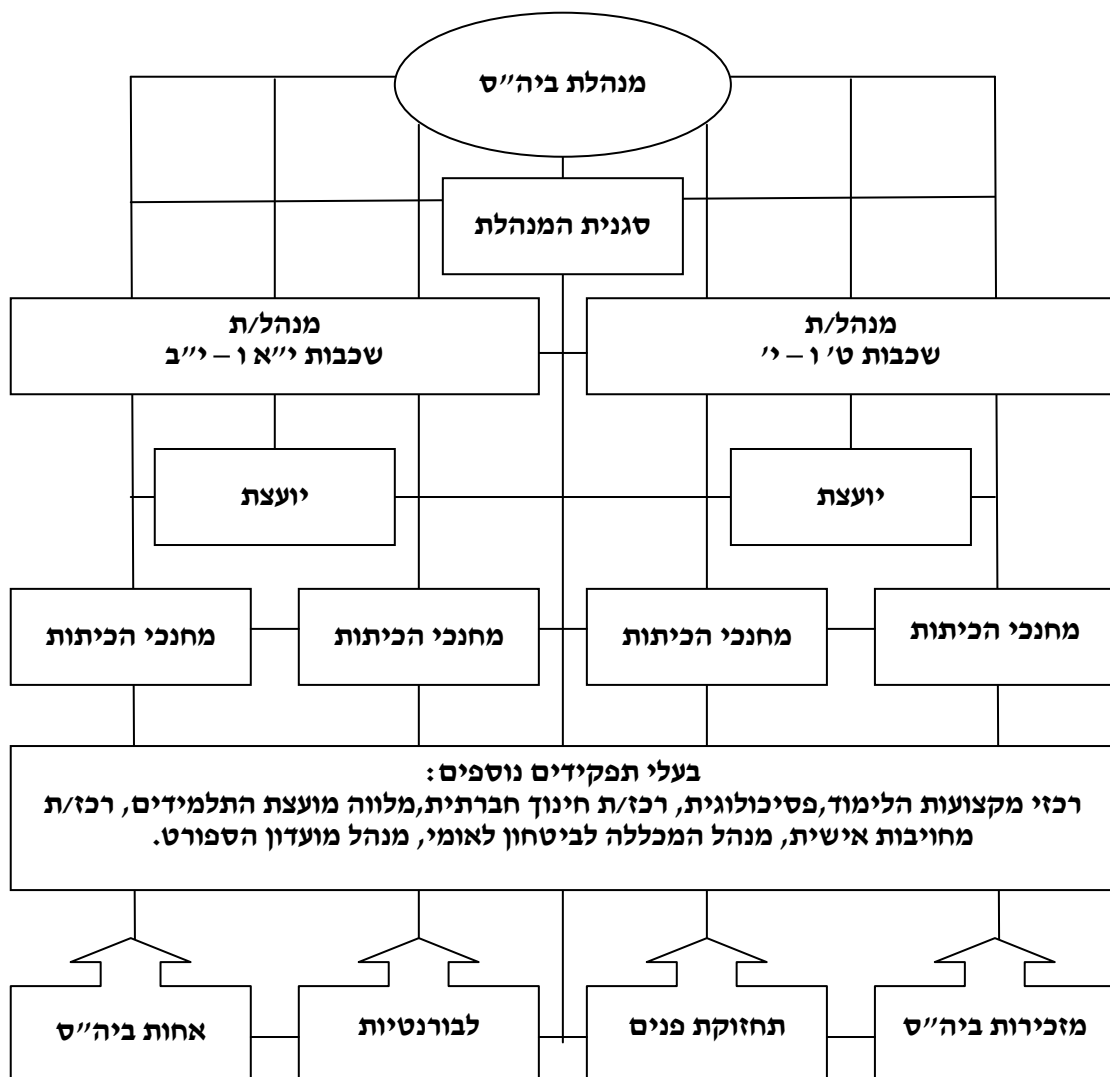 מנהלת ביה״ס
סגנית המנהלת
מנהל/ת
שכבות ט׳ ו – י׳
מנהל/ת
שכבות י״א ו – י״ב
יועצת
יועצת
מחנכי הכיתות
מחנכי הכיתות
מחנכי הכיתות
מחנכי הכיתות
בעלי תפקידים נוספים:
רכזי מקצועות הלימוד,פסיכולוגית, רכז/ת חינוך חברתית,מלווה מועצת התלמידים, רכז/ת
מחויבות אישית, מנהל המכללה לביטחון לאומי, מנהל מועדון הספורט.
מזכירות ביה״ס
תחזוקת פנים
לבורנטיות
אחות ביה״ס